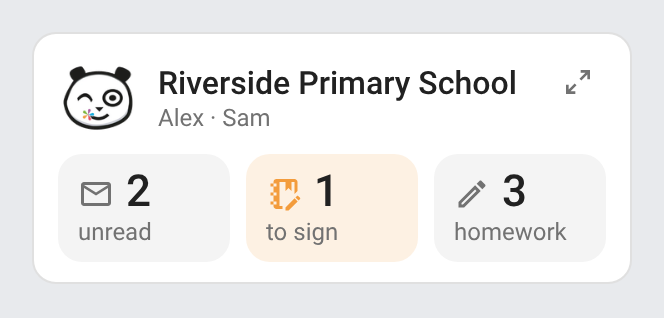 Riverside Primary School
Alex · Sam
2
unread
1
to sign
3
homework